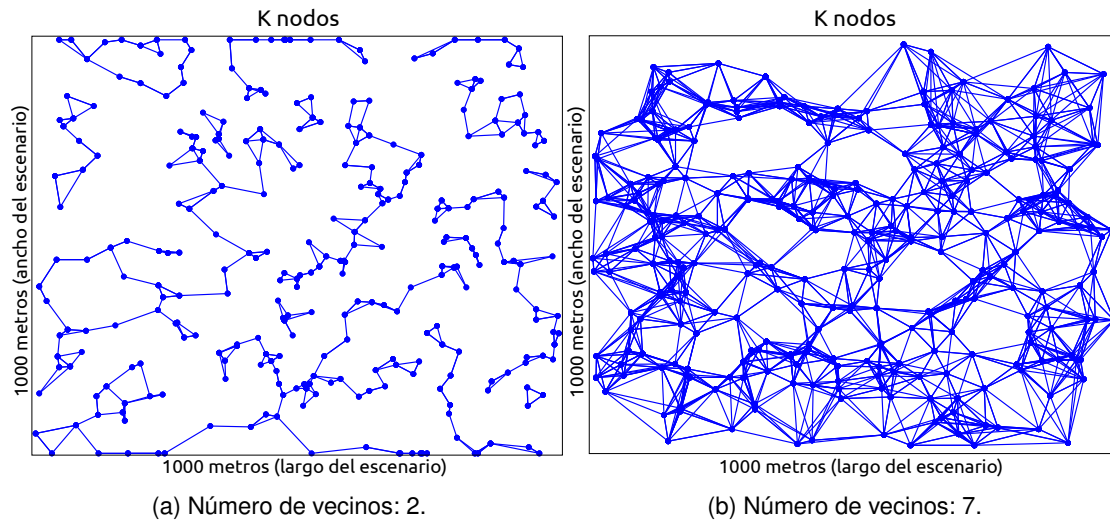 K nodos
1000 metros (ancho del escenario)
1000 metros (largo del escenario)
(a) Número de vecinos: 2.
K nodos
1000 metros (ancho del escenario)
1000 metros (largo del escenario)
(b) Número de vecinos: 7.